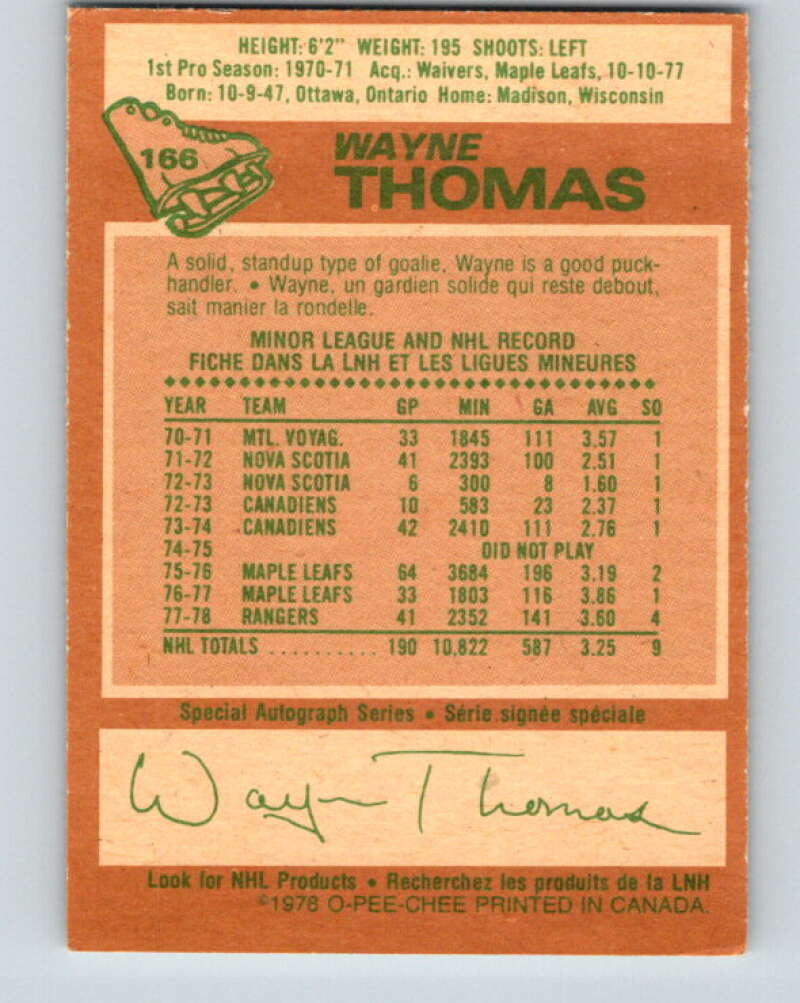 HEIGHT: 6'2" WEIGHT: 195 SHOOTS: LEFT
1st Pro Season: 1970-71 Acq.: Waivers, Maple Leafs, 10-10-77
Born: 10-9-47, Ottawa, Ontario Home: Madison, Wisconsin
166
WAYNE
THOMAS
A solid, standup type of goalie, Wayne is a good puck-
handler. • Wayne, un gardien solide qui reste debout,
sait manier la rondelle.
MINOR LEAGUE AND NHL RECORD
FICHE DANS LA LNH ET LES LIGUES MINEURES
YEAR TEAM GP MIN GA AVG SO
70-71 MTL. VOYAG. 33 1845 111 3.57 1
71-72 NOVA SCOTIA 41 2393 100 2.51 1
72-73 NOVA SCOTIA 6 300 8 1.60 1
72-73 CANADIENS 10 583 23 2.37 1
73-74 CANADIENS 42 2410 111 2.76 1
74-75 DID NOT PLAY
75-76 MAPLE LEAFS 64 3684 196 3.19 2
76-77 MAPLE LEAFS 33 1803 116 3.86 1
77-78 RANGERS 41 2352 141 3.60 4
NHL TOTALS .......... 190 10,822 587 3.25 9
Special Autograph Series • Série signée spéciale
Wayne Thomas
Look for NHL Products • Recherchez les produits de la LNH
©1978 O-PEE-CHEE PRINTED IN CANADA.